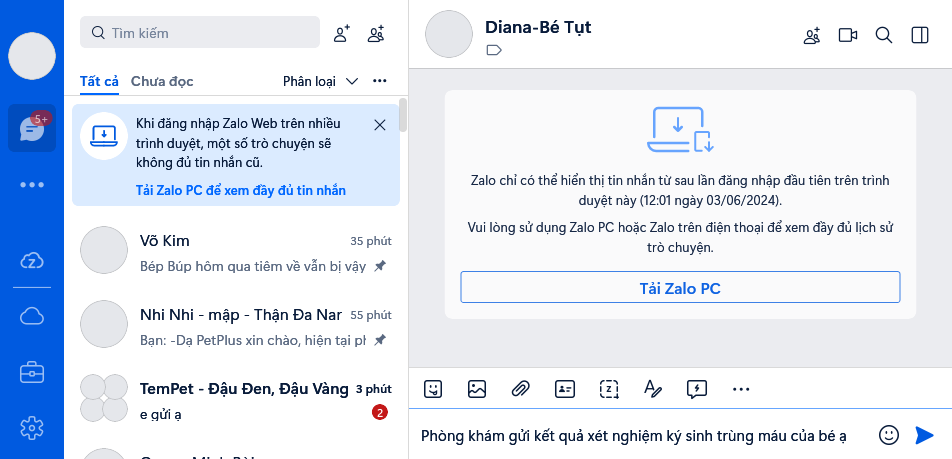 Tìm kiếm
Tất cả Chưa đọc Phân loại
5+
Khi đăng nhập Zalo Web trên nhiều
trình duyệt, một số trò chuyện sẽ
không đủ tin nhắn cũ.
Tải Zalo PC để xem đầy đủ tin nhắn
Võ Kim 35 phút
Bép Búp hôm qua tiêm về vẫn bị vậy
Nhi Nhi - mập - Thận Đa Nan 55 phút
Bạn: -Dạ PetPlus xin chào, hiện tại
TemPet - Đậu Đen, Đậu Vàng 3 phút
e gửi ạ 2
Diana-Bé Tụt
Zalo chỉ có thể hiển thị tin nhắn từ sau lần đăng nhập đầu tiên trên trình
duyệt này (12:01 ngày 03/06/2024).
Vui lòng sử dụng Zalo PC hoặc Zalo trên điện thoại để xem đầy đủ lịch sử
trò chuyện.
Tải Zalo PC
Phòng khám gửi kết quả xét nghiệm ký sinh trùng máu của bé ạ